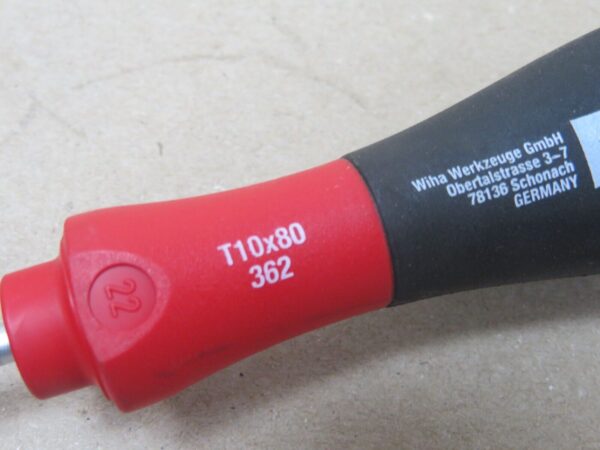 22
T10x80
362
Wiha Werkzeuge GmbH
Obertalstrasse 3–7
78136 Schonach
GERMANY